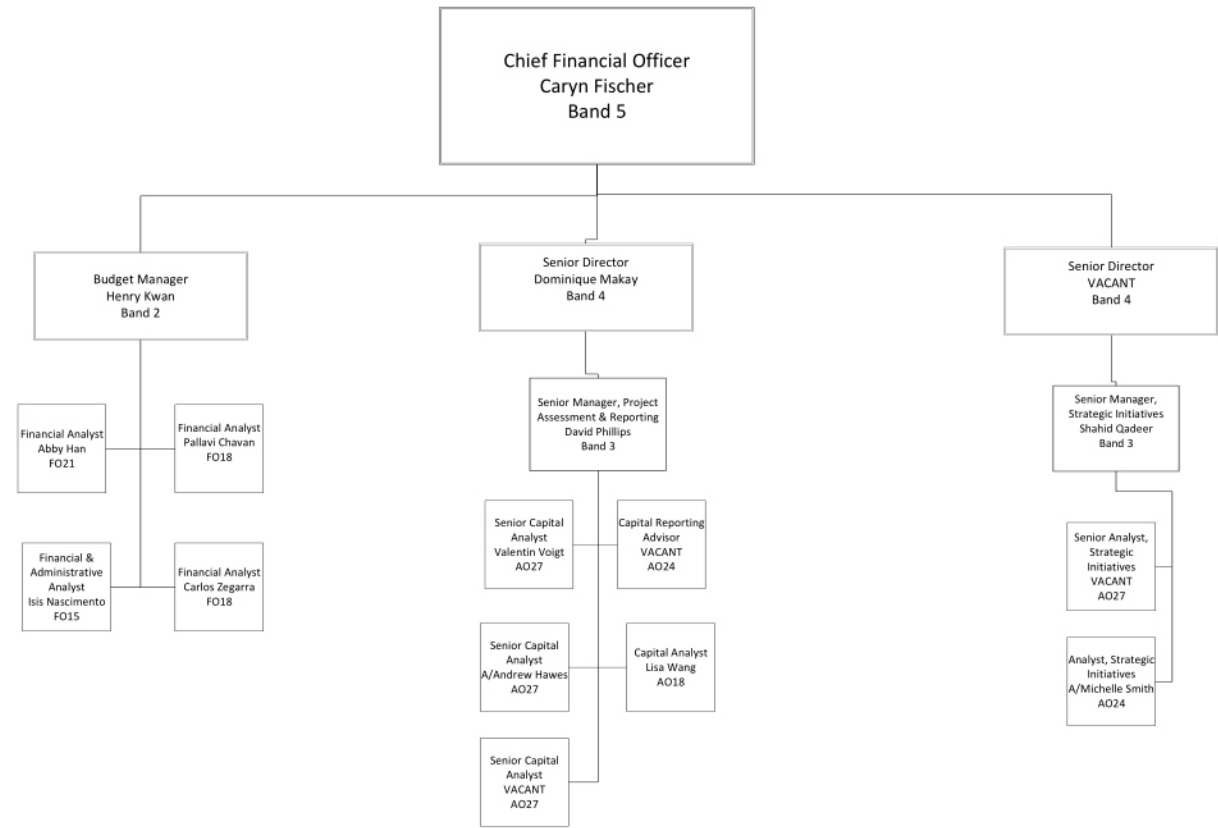 Chief Financial Officer
Caryn Fischer
Band 5
Budget Manager
Henry Kwan
Band 2
Senior Director
Dominique Makay
Band 4
Senior Director
VACANT
Band 4
Financial Analyst
Abby Han
FO21
Financial Analyst
Pallavi Chavan
FO18
Financial &
Administrative
Analyst
Isis Nascimento
FO15
Financial Analyst
Carlos Zegarra
FO18
Senior Manager, Project
Assessment & Reporting
David Phillips
Band 3
Senior Capital
Analyst
Valentin Voigt
AO27
Capital Reporting
Advisor
VACANT
AO24
Senior Capital
Analyst
A/Andrew Hawes
AO27
Capital Analyst
Lisa Wang
AO18
Senior Capital
Analyst
VACANT
AO27
Senior Manager,
Strategic Initiatives
Shahid Qadeer
Band 3
Senior Analyst,
Strategic
Initiatives
VACANT
AO27
Analyst, Strategic
Initiatives
A/Michelle Smith
AO24